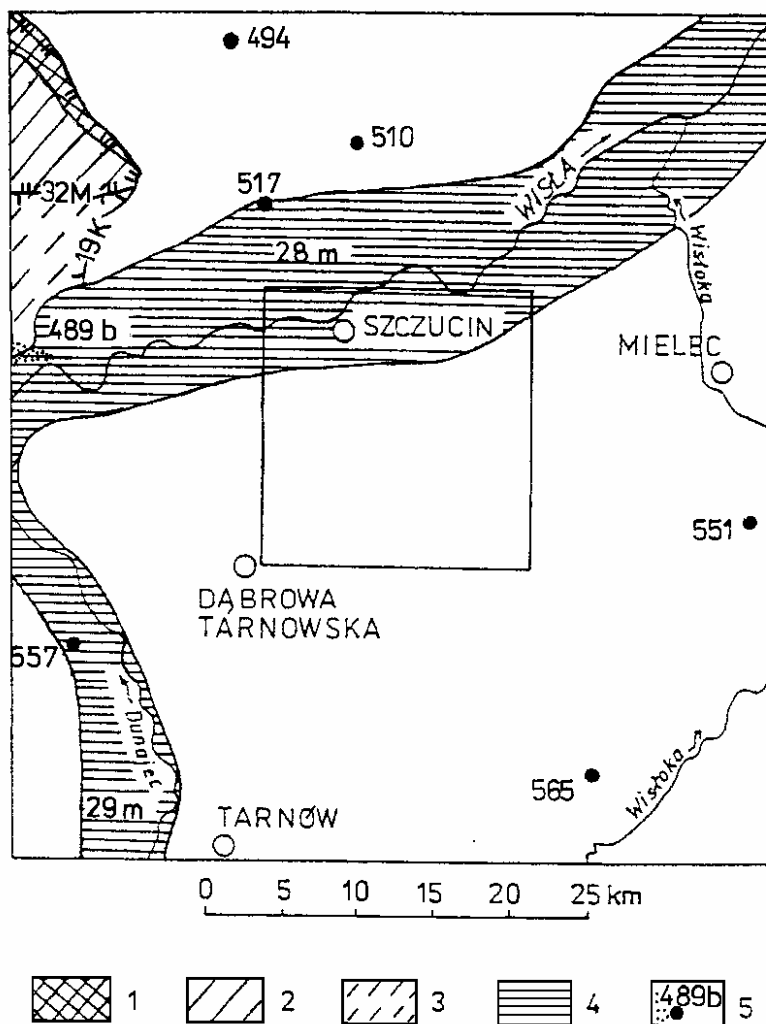 494
510
517
32M
WISŁA
19K
28 m
Wisłoka
489 b
SZCZUCIN
MIELEC
551
DĄBROWA
TARNOWSKA
557
Dunajec
29 m
565
Wisłoka
TARNÓW
0 5 10 15 20 25 km
1 2 3 4 489b 5